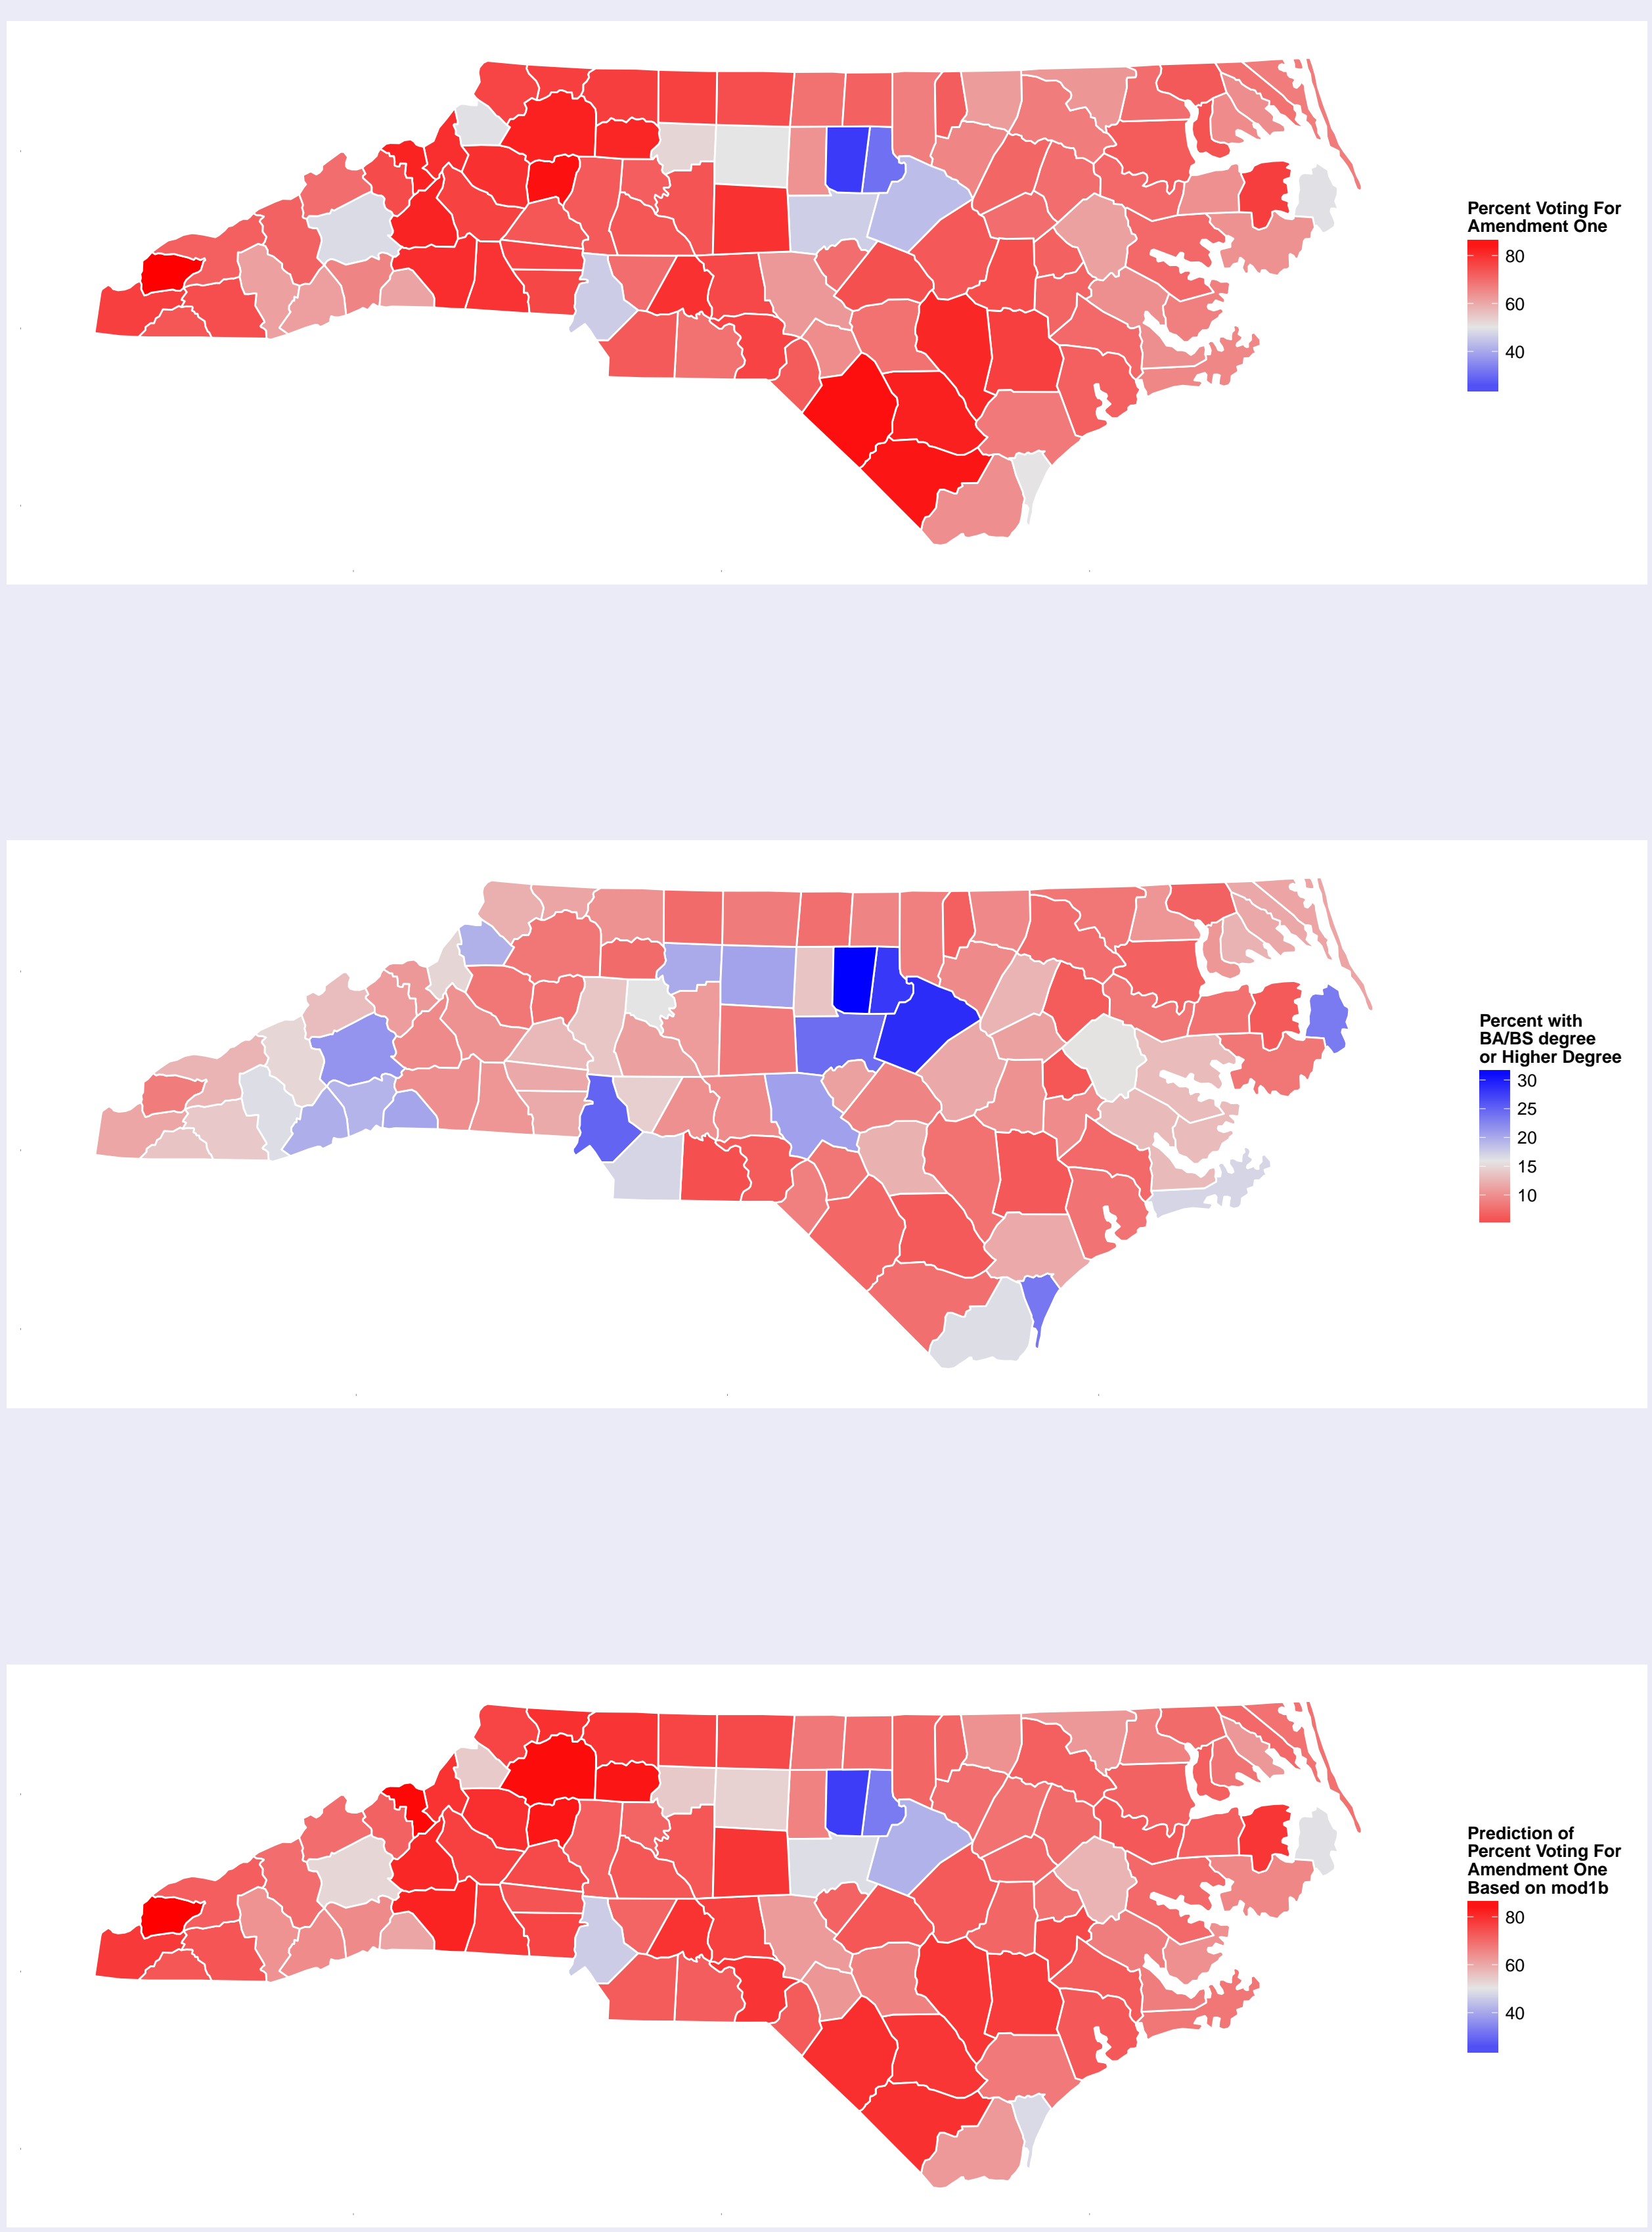 Percent Voting For
Amendment One
80
60
40
Percent with
BA/BS degree
or Higher Degree
30
25
20
15
10
Prediction of
Percent Voting For
Amendment One
Based on mod1b
80
60
40